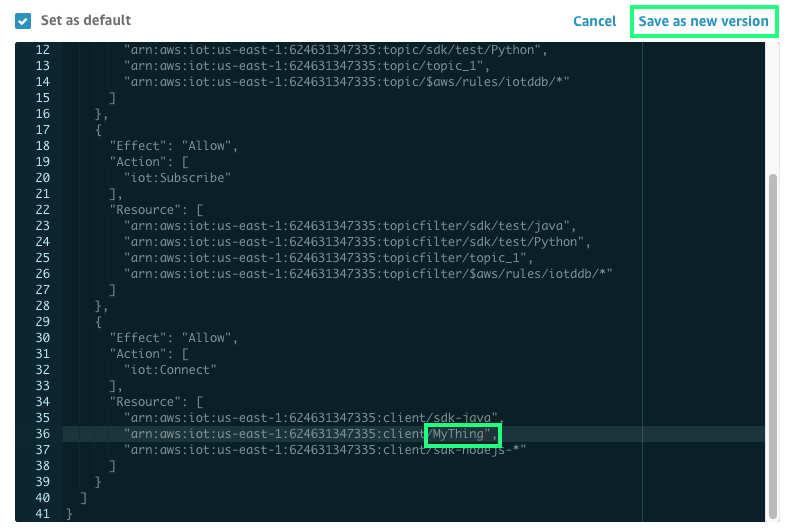 Set as default Cancel Save as new version
12 "arn:aws:iot:us-east-1:624631347335:topic/sdk/test/Python",
13 "arn:aws:iot:us-east-1:624631347335:topic/topic_1",
14 "arn:aws:iot:us-east-1:624631347335:topic/$aws/rules/iotddb/*"
15 ]
16 },
17 {
18 "Effect": "Allow",
19 "Action": [
20 "iot:Subscribe"
21 ],
22 "Resource": [
23 "arn:aws:iot:us-east-1:624631347335:topicfilter/sdk/test/java",
24 "arn:aws:iot:us-east-1:624631347335:topicfilter/sdk/test/Python",
25 "arn:aws:iot:us-east-1:624631347335:topicfilter/topic_1",
26 "arn:aws:iot:us-east-1:624631347335:topicfilter/$aws/rules/iotddb/*"
27 ]
28 },
29 {
30 "Effect": "Allow",
31 "Action": [
32 "iot:Connect"
33 ],
34 "Resource": [
35 "arn:aws:iot:us-east-1:624631347335:client/sdk-java",
36 "arn:aws:iot:us-east-1:624631347335:client/MyThing",
37 "arn:aws:iot:us-east-1:624631347335:client/sdk-nodejs-*"
38 ]
39 }
40 ]
41 }